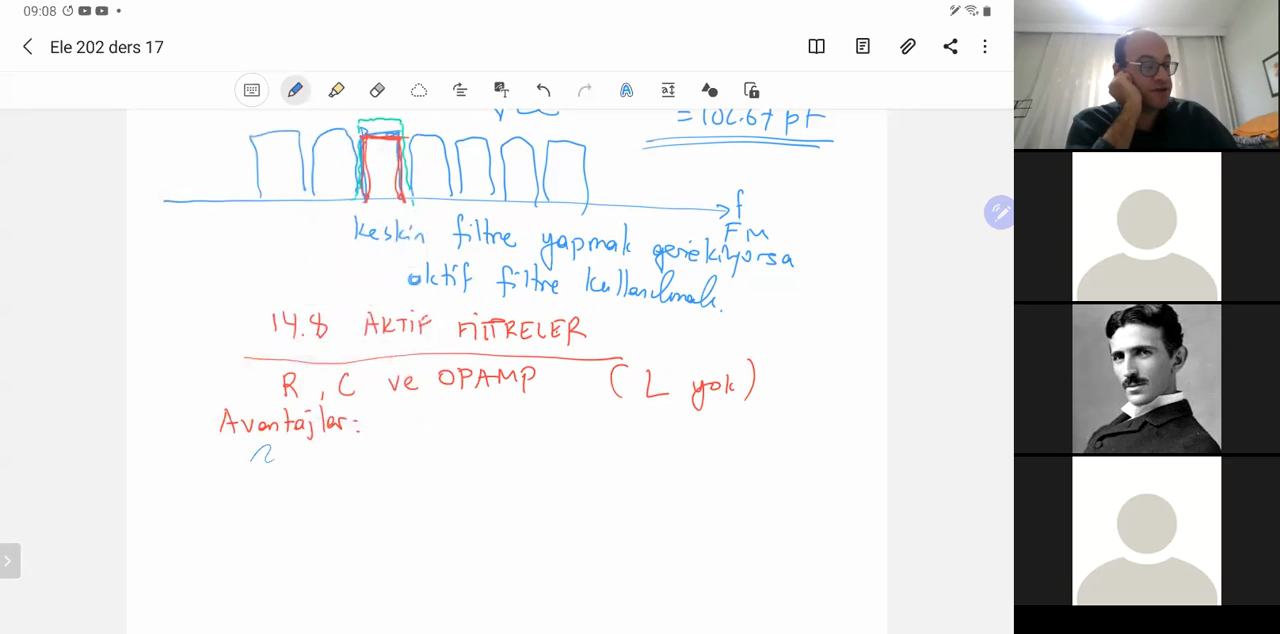 09:08
Ele 202 ders 17
= 106.67 pF
f
FM
keskin filtre yapmak gerekiyorsa
aktif filtre kullanılmalı.
14.8 AKTİF FİLTRELER
R, C ve OPAMP (L yok)
Avantajlar: